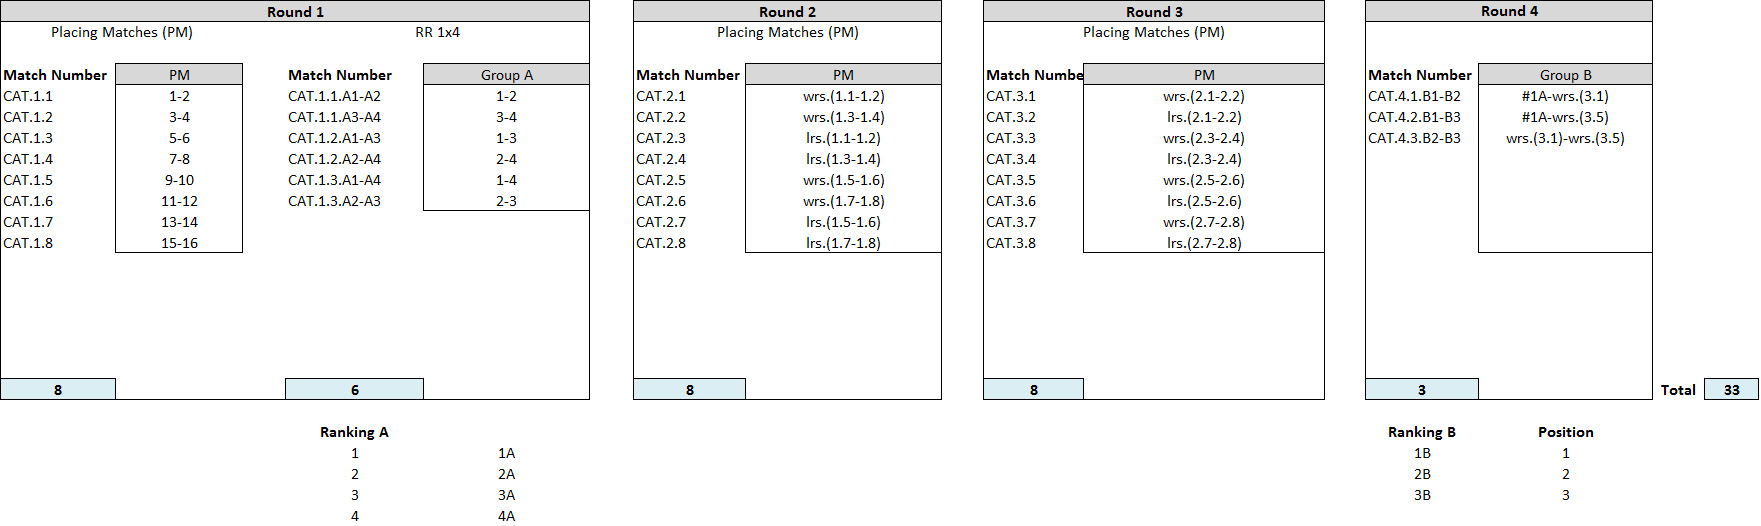 Round 1 Round 2 Round 3 Round 4
Placing Matches (PM) RR 1x4 Placing Matches (PM) Placing Matches (PM)
Match Number PM Match Number Group A Match Number PM Match Numbe PM Match Number Group B
CAT.1.1 1-2 CAT.1.1.A1-A2 1-2 CAT.2.1 wrs.(1.1-1.2) CAT.3.1 wrs.(2.1-2.2) CAT.4.1.B1-B2 #1A-wrs.(3.1)
CAT.1.2 3-4 CAT.1.1.A3-A4 3-4 CAT.2.2 wrs.(1.3-1.4) CAT.3.2 lrs.(2.1-2.2) CAT.4.2.B1-B3 #1A-wrs.(3.5)
CAT.1.3 5-6 CAT.1.2.A1-A3 1-3 CAT.2.3 lrs.(1.1-1.2) CAT.3.3 wrs.(2.3-2.4) CAT.4.3.B2-B3 wrs.(3.1)-wrs.(3.5)
CAT.1.4 7-8 CAT.1.2.A2-A4 2-4 CAT.2.4 lrs.(1.3-1.4) CAT.3.4 lrs.(2.3-2.4)
CAT.1.5 9-10 CAT.1.3.A1-A4 1-4 CAT.2.5 wrs.(1.5-1.6) CAT.3.5 wrs.(2.5-2.6)
CAT.1.6 11-12 CAT.1.3.A2-A3 2-3 CAT.2.6 wrs.(1.7-1.8) CAT.3.6 lrs.(2.5-2.6)
CAT.1.7 13-14 CAT.2.7 lrs.(1.5-1.6) CAT.3.7 wrs.(2.7-2.8)
CAT.1.8 15-16 CAT.2.8 lrs.(1.7-1.8) CAT.3.8 lrs.(2.7-2.8)
8 6 8 8 3 Total 33
Ranking A Ranking B Position
1 1A 1B 1
2 2A 2B 2
3 3A 3B 3
4 4A